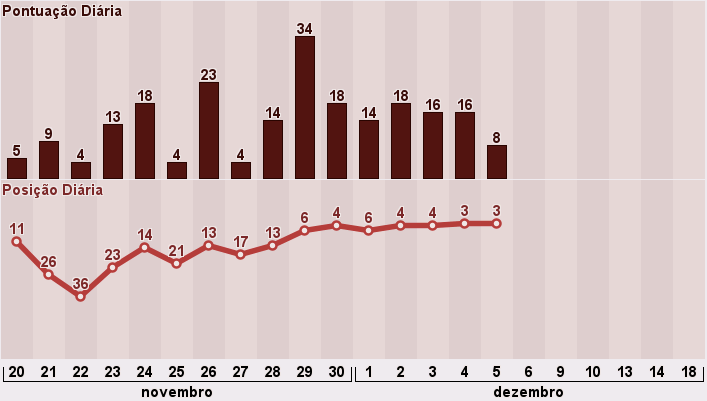 Pontuação Diária
5 9 4 13 18 4 23 4 14 34 18 14 18 16 16 8
Posição Diária
11 26 36 23 14 21 13 17 13 6 4 6 4 4 3 3
20 21 22 23 24 25 26 27 28 29 30 1 2 3 4 5 6 9 10 13 14 18
novembro dezembro